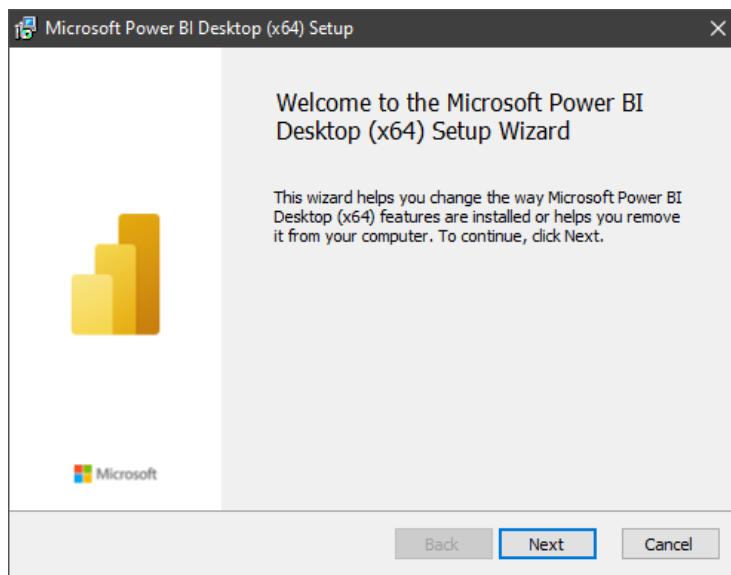 Microsoft Power BI Desktop (x64) Setup
Welcome to the Microsoft Power BI
Desktop (x64) Setup Wizard
This wizard helps you change the way Microsoft Power BI
Desktop (x64) features are installed or helps you remove
it from your computer. To continue, click Next.
Microsoft
Back Next Cancel